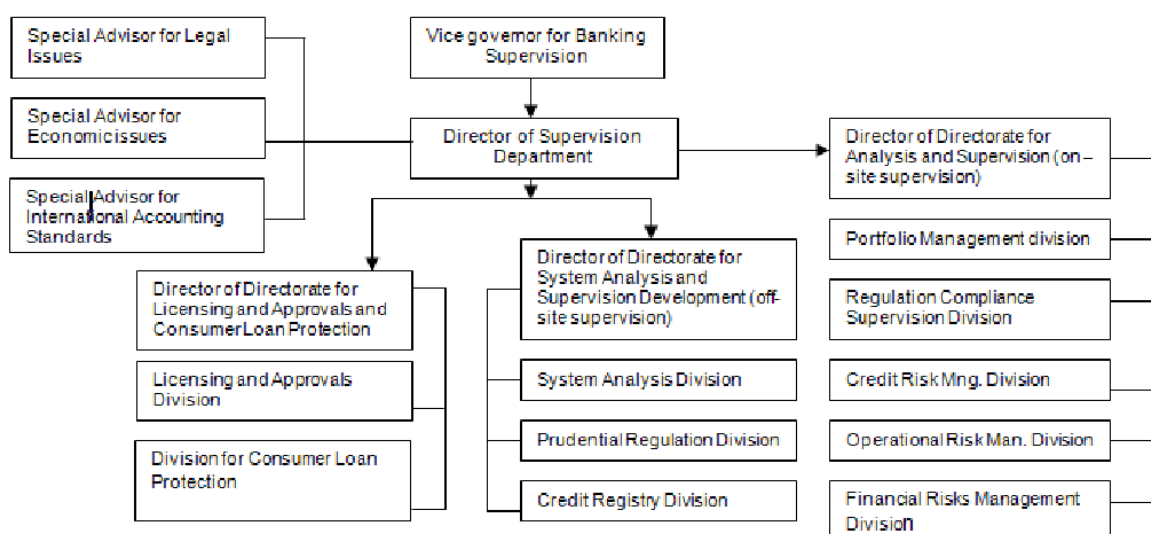 Special Advisor for Legal
Issues
Vice governor for Banking
Supervision
Special Advisor for
Economic issues
Director of Supervision
Department
Director of Directorate for
Analysis and Supervision (on –
site supervision)
Special Advisor for
International Accounting
Standards
Portfolio Management division
Director of Directorate for
Licensing and Approvals and
Consumer Loan Protection
Director of Directorate for
System Analysis and
Supervision Development (off-
site supervision)
Regulation Compliance
Supervision Division
Licensing and Approvals
Division
System Analysis Division
Credit Risk Mng. Division
Division for Consumer Loan
Protection
Prudential Regulation Division
Operational Risk Man. Division
Credit Registry Division
Financial Risks Management
Division